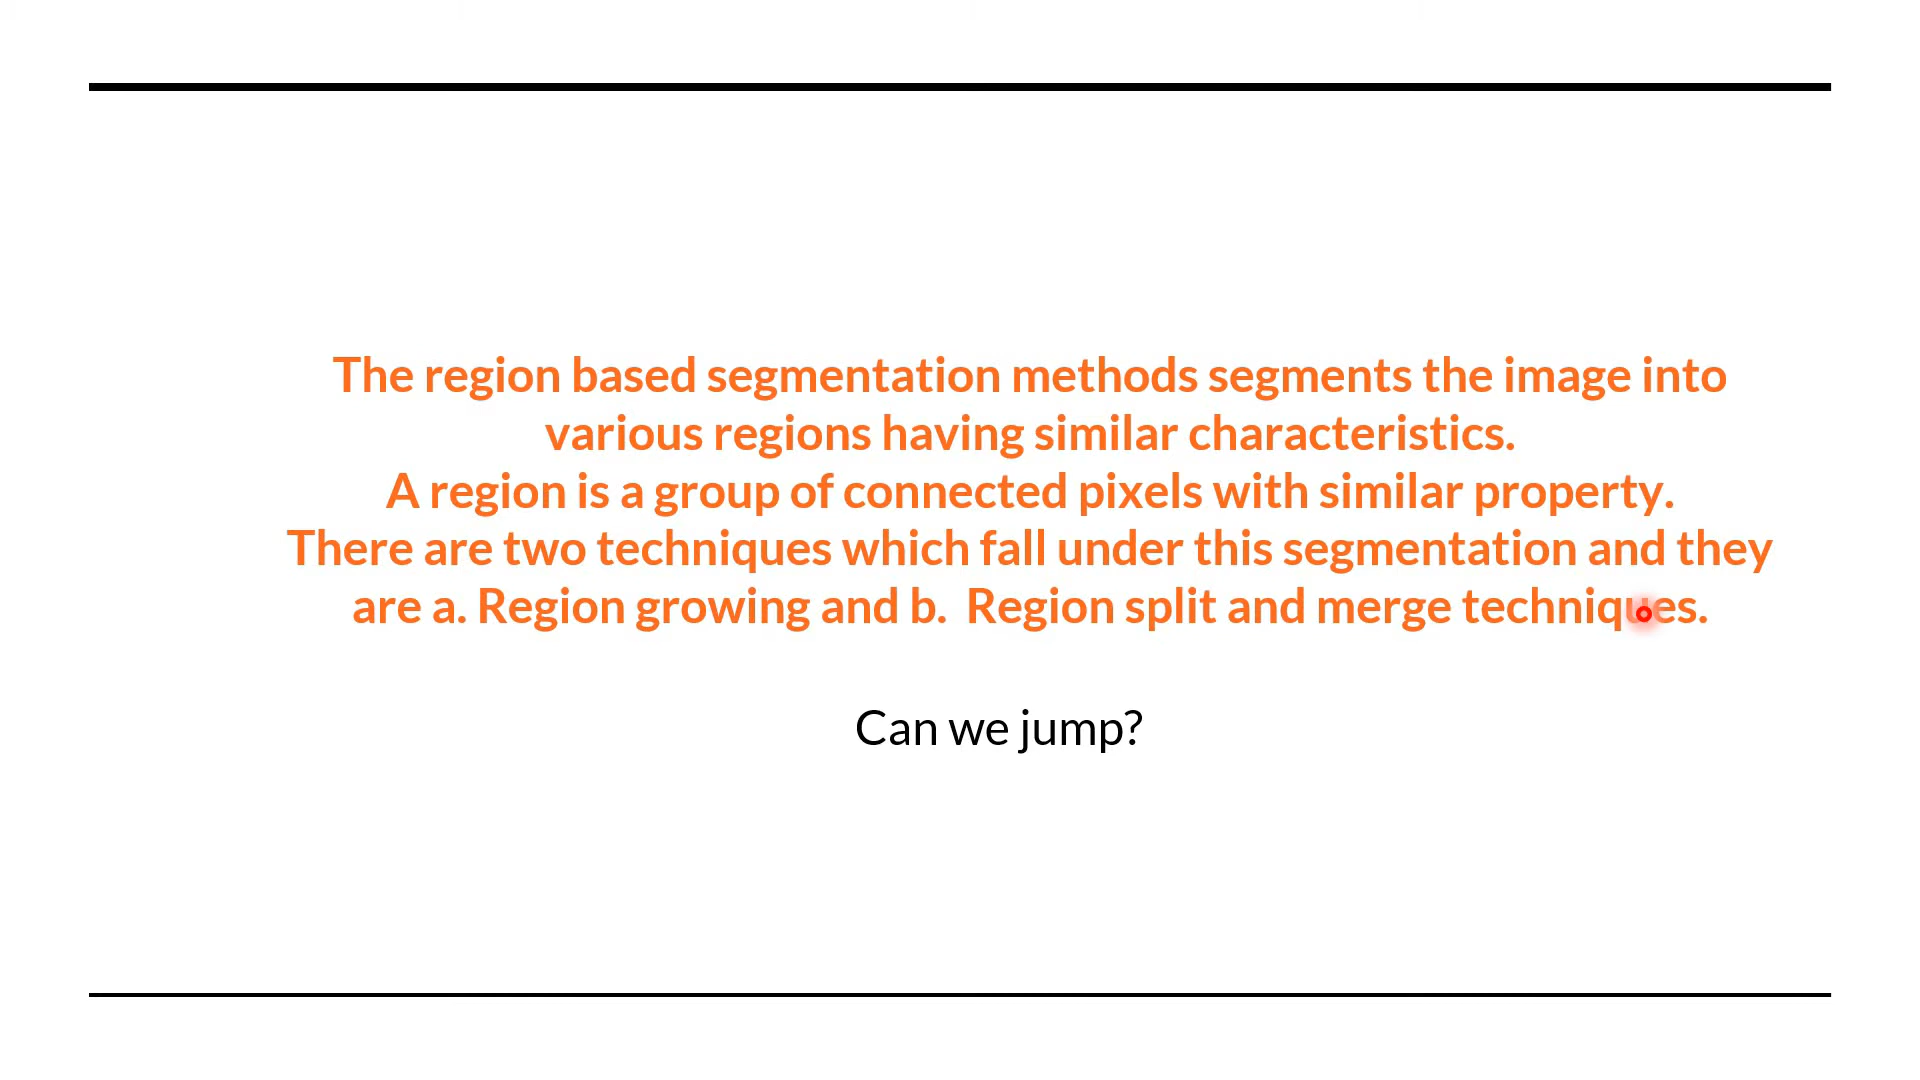 The region based segmentation methods segments the image into
various regions having similar characteristics.
A region is a group of connected pixels with similar property.
There are two techniques which fall under this segmentation and they
are a. Region growing and b.  Region split and merge techniques.
Can we jump?